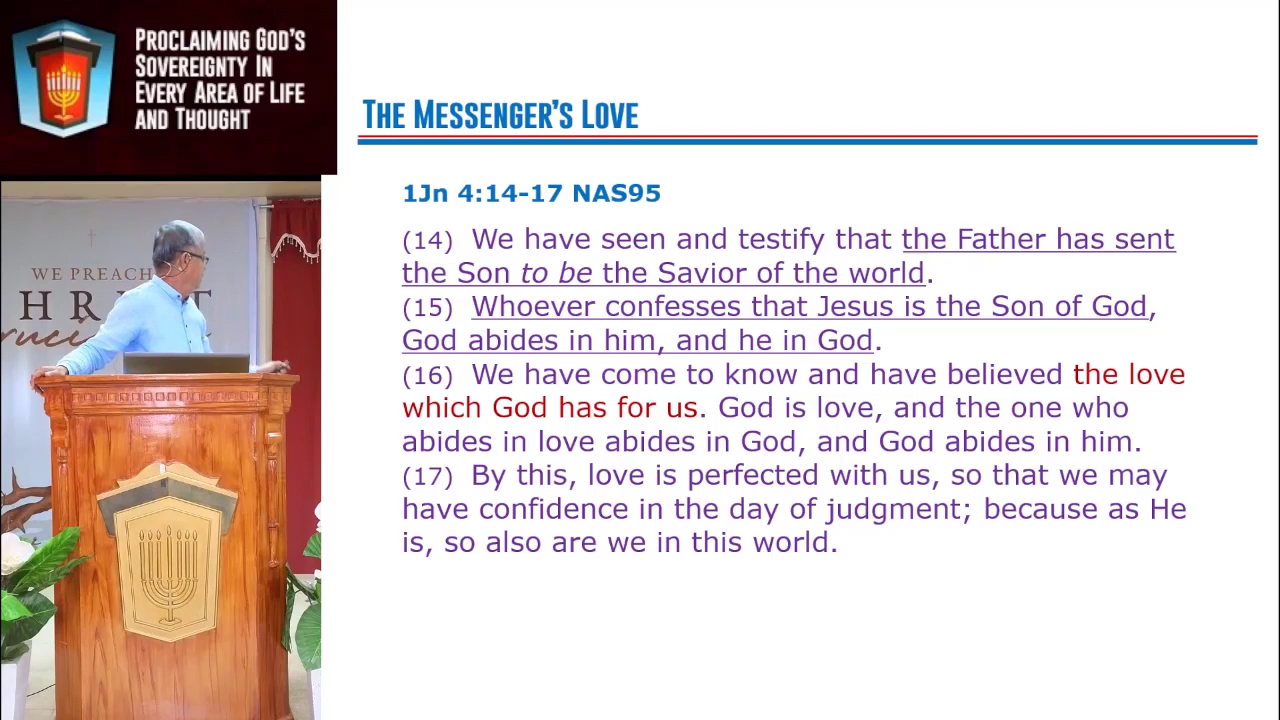 PROCLAIMING GOD'S
SOVEREIGNTY IN
EVERY AREA OF LIFE
AND THOUGHT
THE MESSENGER'S LOVE
1Jn 4:14-17 NAS95
(14) We have seen and testify that the Father has sent
the Son to be the Savior of the world.
(15) Whoever confesses that Jesus is the Son of God,
God abides in him, and he in God.
(16) We have come to know and have believed the love
which God has for us. God is love, and the one who
abides in love abides in God, and God abides in him.
(17) By this, love is perfected with us, so that we may
have confidence in the day of judgment; because as He
is, so also are we in this world.
WE PREACH